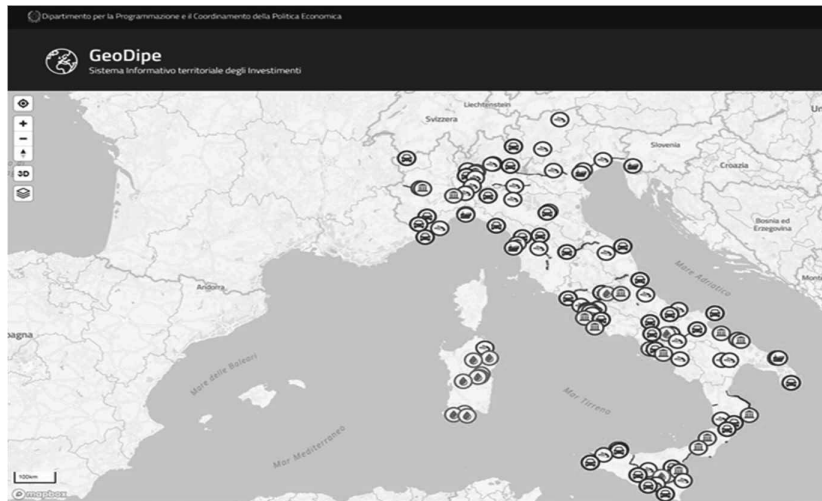 Dipartimento per la Programmazione e il Coordinamento della Politica Economica
GeoDipe
Sistema Informativo territoriale degli Investimenti
Liechtenstein
Svizzera
Slovenia
Croazia
Bosnia ed
Erzegovina
Andorra
Mare Adriatico
Mare delle Baleari
Mar Tirreno
Mar Mediterraneo
3D
100km
mapbox